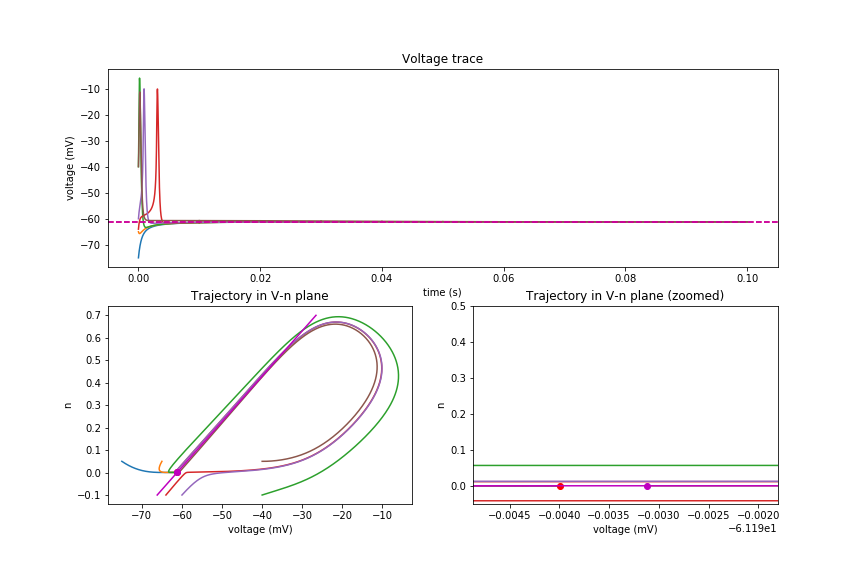 Voltage trace
−10
−20
−30
−40
−50
−60
−70
voltage (mV)
0.00 0.02 0.04 0.06 0.08 0.10
time (s)
Trajectory in V-n plane
0.7
0.6
0.5
0.4
0.3
0.2
0.1
0.0
−0.1
n
−70 −60 −50 −40 −30 −20 −10
voltage (mV)
Trajectory in V-n plane (zoomed)
0.5
0.4
0.3
0.2
0.1
0.0
n
−0.0045 −0.0040 −0.0035 −0.0030 −0.0025 −0.0020
−6.119e1
voltage (mV)